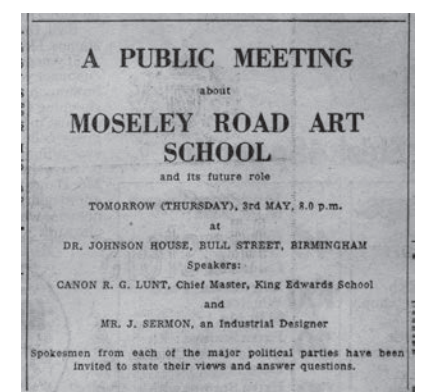 A PUBLIC MEETING
about
MOSELEY ROAD ART
SCHOOL
and its future role
TOMORROW (THURSDAY), 3rd MAY, 8.0 p.m.
at
DR. JOHNSON HOUSE, BULL STREET, BIRMINGHAM
Speakers:
CANON R. G. LUNT, Chief Master, King Edwards School
and
MR. J. SERMON, an Industrial Designer
Spokesmen from each of the major political parties have been
invited to state their views and answer questions.